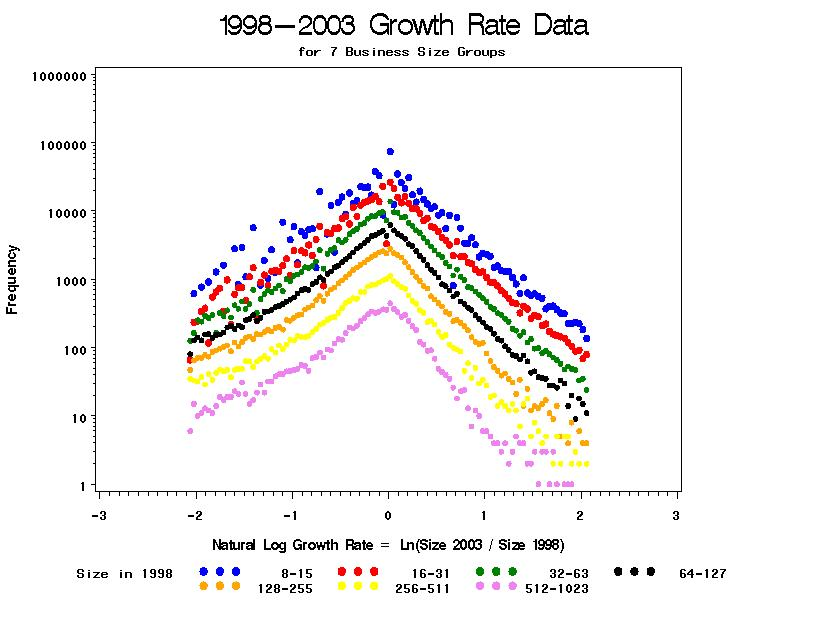 1998–2003 Growth Rate Data
for 7 Business Size Groups
1000000
100000
10000
1000
100
10
1
Frequency
-3 -2 -1 0 1 2 3
Natural Log Growth Rate = Ln(Size 2003 / Size 1998)
Size in 1998 8-15 16-31 32-63 64-127
128-255 256-511 512-1023